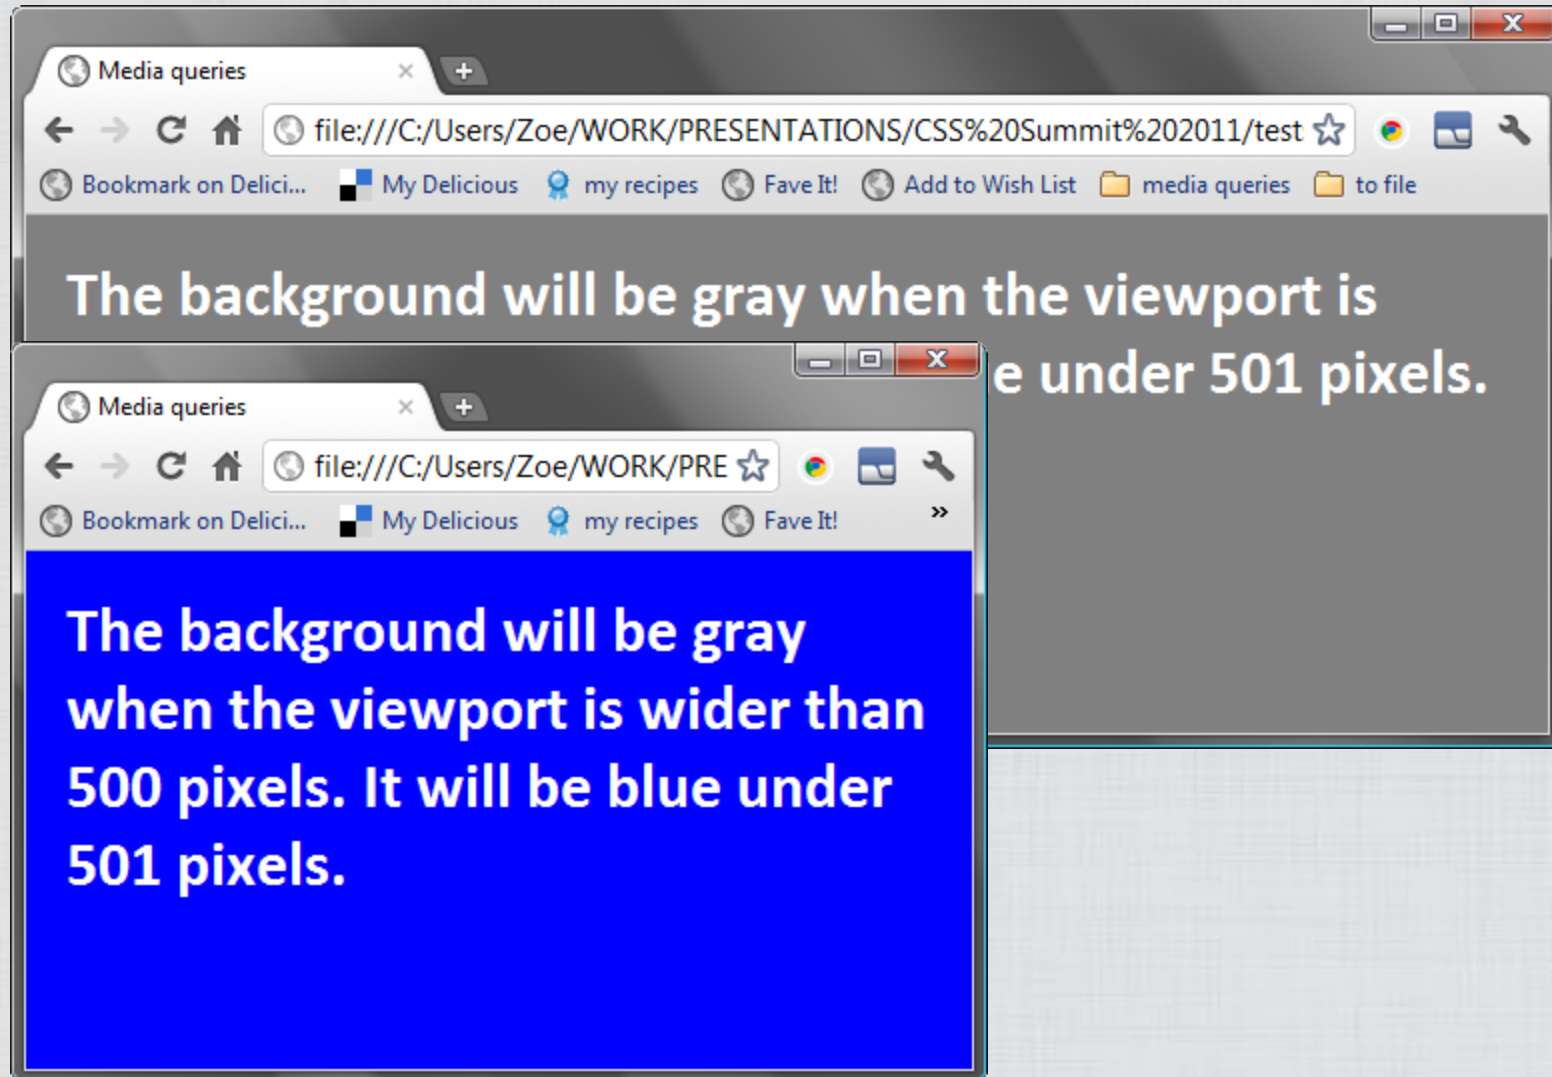 Media queries
file:///C:/Users/Zoe/WORK/PRESENTATIONS/CSS%20Summit%202011/test
Bookmark on Delici... My Delicious my recipes Fave It! Add to Wish List media queries to file
The background will be gray when the viewport is
e under 501 pixels.
Media queries
file:///C:/Users/Zoe/WORK/PRE
Bookmark on Delici... My Delicious my recipes Fave It! »
The background will be gray
when the viewport is wider than
500 pixels. It will be blue under
501 pixels.